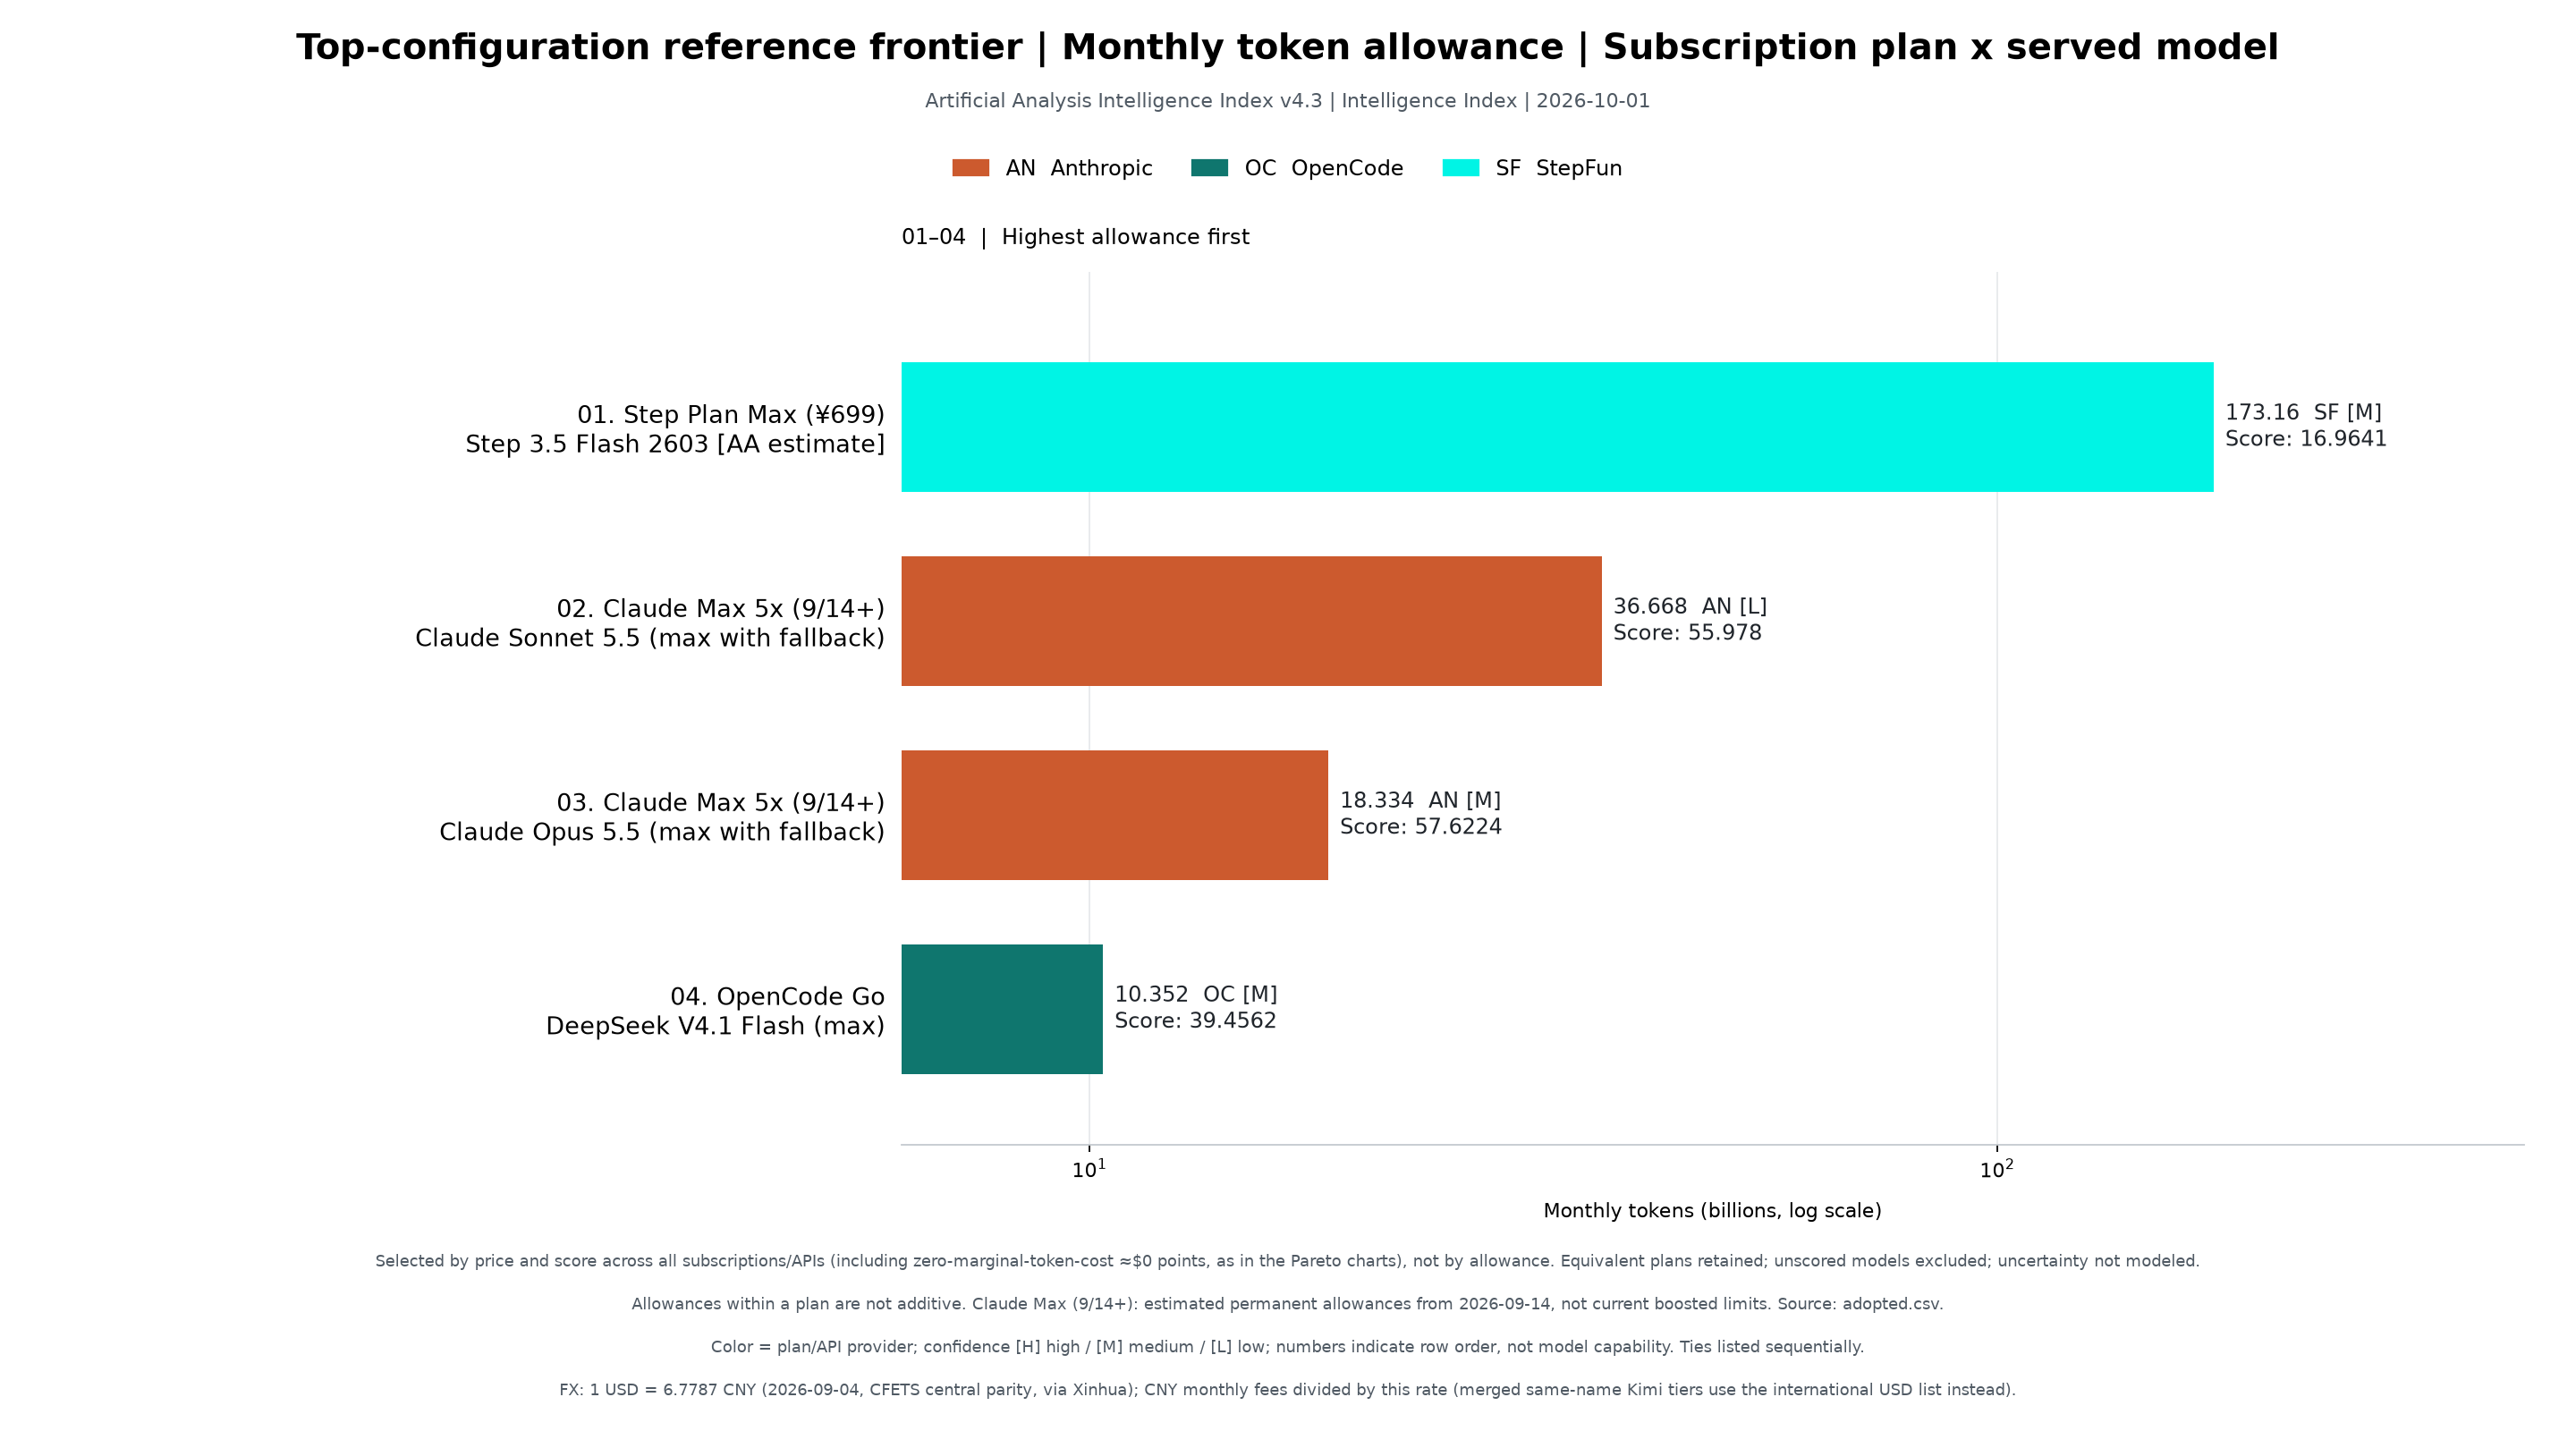 Top-configuration reference frontier | Monthly token allowance | Subscription plan x served model
Artificial Analysis Intelligence Index v4.3 | Intelligence Index | 2026-10-01
AN Anthropic OC OpenCode SF StepFun
01–04 | Highest allowance first
01. Step Plan Max (¥699)
Step 3.5 Flash 2603 [AA estimate]
173.16 SF [M]
Score: 16.9641
02. Claude Max 5x (9/14+)
Claude Sonnet 5.5 (max with fallback)
36.668 AN [L]
Score: 55.978
03. Claude Max 5x (9/14+)
Claude Opus 5.5 (max with fallback)
18.334 AN [M]
Score: 57.6224
04. OpenCode Go
DeepSeek V4.1 Flash (max)
10.352 OC [M]
Score: 39.4562
10¹ 10²
Monthly tokens (billions, log scale)
Selected by price and score across all subscriptions/APIs (including zero-marginal-token-cost ≈$0 points, as in the Pareto charts), not by allowance. Equivalent plans retained; unscored models excluded; uncertainty not modeled.
Allowances within a plan are not additive. Claude Max (9/14+): estimated permanent allowances from 2026-09-14, not current boosted limits. Source: adopted.csv.
Color = plan/API provider; confidence [H] high / [M] medium / [L] low; numbers indicate row order, not model capability. Ties listed sequentially.
FX: 1 USD = 6.7787 CNY (2026-09-04, CFETS central parity, via Xinhua); CNY monthly fees divided by this rate (merged same-name Kimi tiers use the international USD list instead).